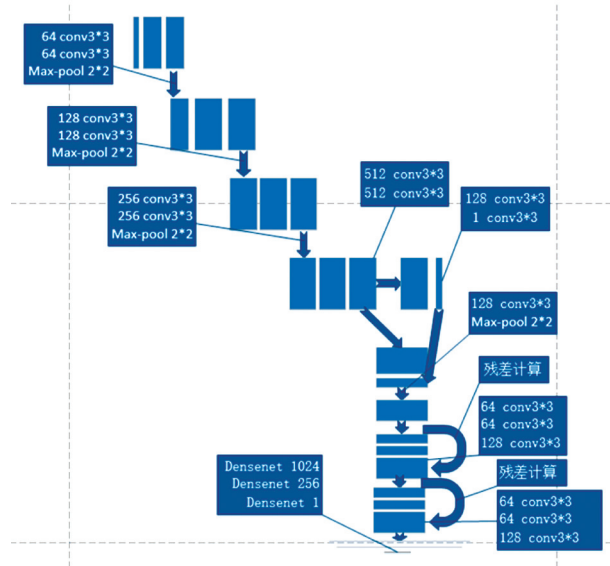 64 conv3*3
64 conv3*3
Max-pool 2*2
128 conv3*3
128 conv3*3
Max-pool 2*2
256 conv3*3
256 conv3*3
Max-pool 2*2
512 conv3*3
512 conv3*3
128 conv3*3
1 conv3*3
128 conv3*3
Max-pool 2*2
残差计算
64 conv3*3
64 conv3*3
128 conv3*3
残差计算
64 conv3*3
64 conv3*3
128 conv3*3
Densenet 1024
Densenet 256
Densenet 1